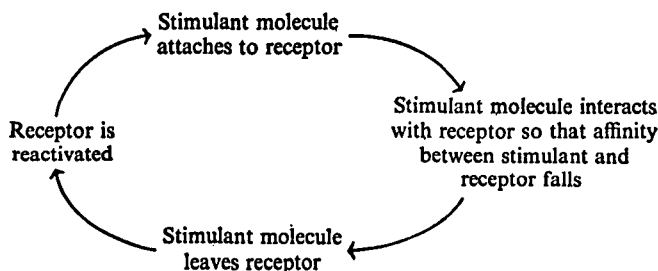 Stimulant molecule
attaches to receptor
Stimulant molecule interacts
with receptor so that affinity
between stimulant and
receptor falls
Stimulant molecule
leaves receptor
Receptor is
reactivated